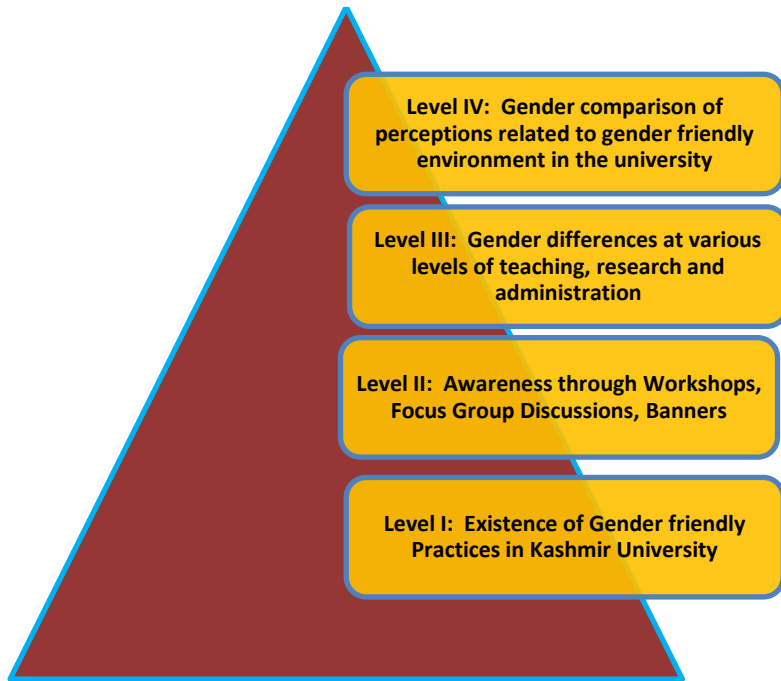 Level IV:  Gender comparison of
perceptions related to gender friendly
environment in the university
Level III:  Gender differences at various
levels of teaching, research and
administration
Level II:  Awareness through Workshops,
Focus Group Discussions, Banners
Level I:  Existence of Gender friendly
Practices in Kashmir University